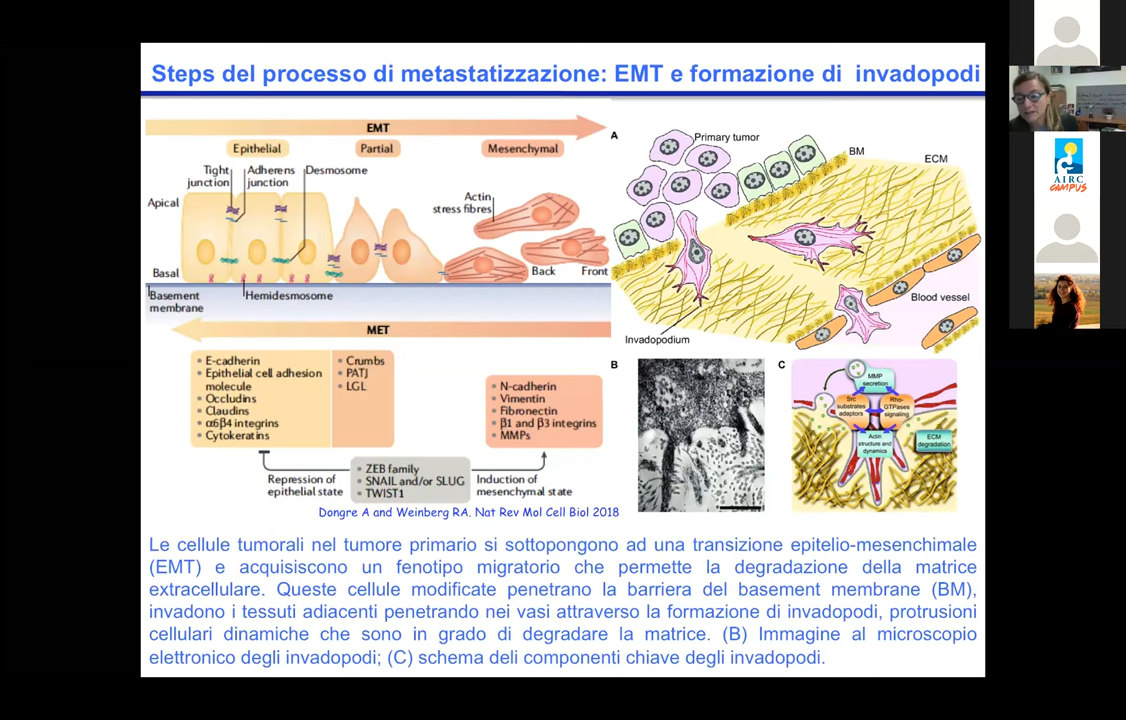 Steps del processo di metastatizzazione: EMT e formazione di invadopodi
EMT
Epithelial
Partial
Mesenchymal
Tight
junction
Adherens
junction
Desmosome
Apical
Actin
stress fibres
Basal
Back
Front
Basement
membrane
Hemidesmosome
MET
E-cadherin
Epithelial cell adhesion
molecule
Occludins
Claudins
α6β4 integrins
Cytokeratins
Crumbs
PATJ
LGL
N-cadherin
Vimentin
Fibronectin
β1 and β3 integrins
MMPs
Repression of
epithelial state
ZEB family
SNAIL and/or SLUG
TWIST1
Induction of
mesenchymal state
Dongre A and Weinberg RA. Nat Rev Mol Cell Biol 2018
A
Primary tumor
BM
ECM
Blood vessel
Invadopodium
B
C
MMP
secretion
Src
substrates
adaptors
Rho-
GTPases
signaling
Actin
structure and
dynamics
ECM
degradation
Le cellule tumorali nel tumore primario si sottopongono ad una transizione epitelio-mesenchimale
(EMT) e acquisiscono un fenotipo migratorio che permette la degradazione della matrice
extracellulare. Queste cellule modificate penetrano la barriera del basement membrane (BM),
invadono i tessuti adiacenti penetrando nei vasi attraverso la formazione di invadopodi, protrusioni
cellulari dinamiche che sono in grado di degradare la matrice. (B) Immagine al microscopio
elettronico degli invadopodi; (C) schema deli componenti chiave degli invadopodi.
AIRC
CAMPUS